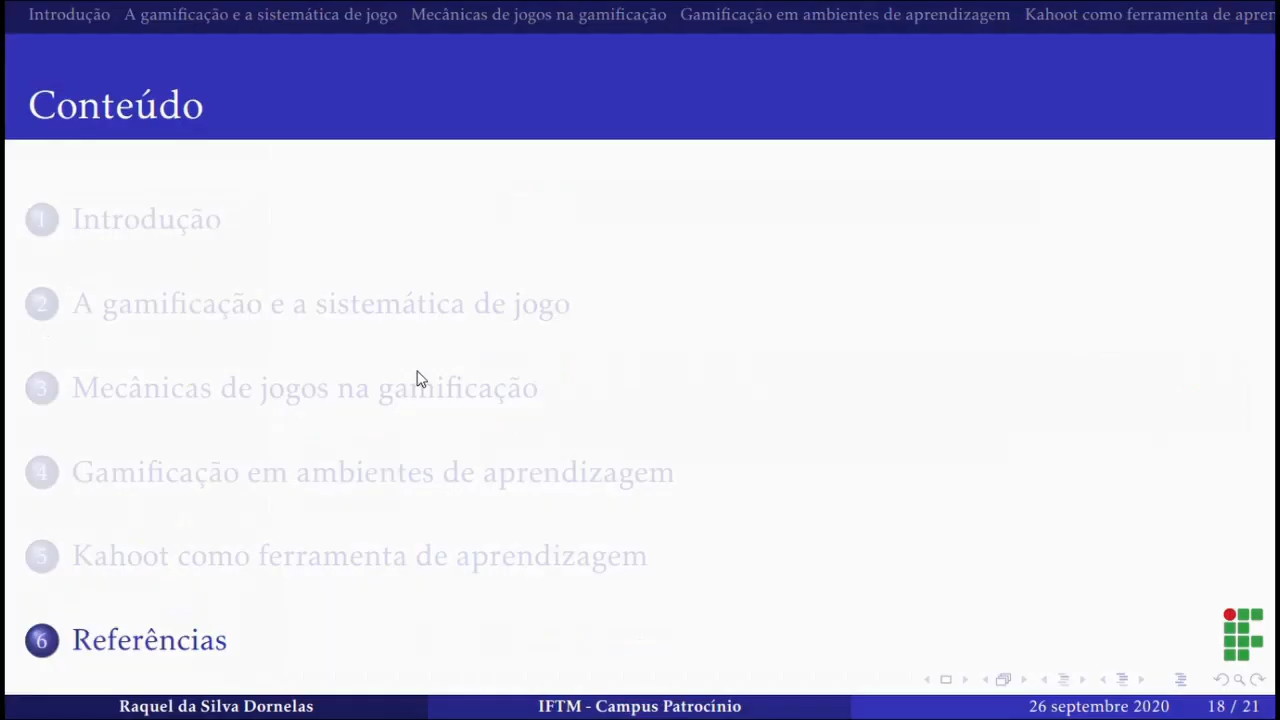 Introdução A gamificação e a sistemática de jogo Mecânicas de jogos na gamificação Gamificação em ambientes de aprendizagem Kahoot como ferramenta de apren
Conteúdo
1 Introdução
2 A gamificação e a sistemática de jogo
3 Mecânicas de jogos na gamificação
4 Gamificação em ambientes de aprendizagem
5 Kahoot como ferramenta de aprendizagem
6 Referências
Raquel da Silva Dornelas IFTM - Campus Patrocínio 26 septembre 2020 18 / 21